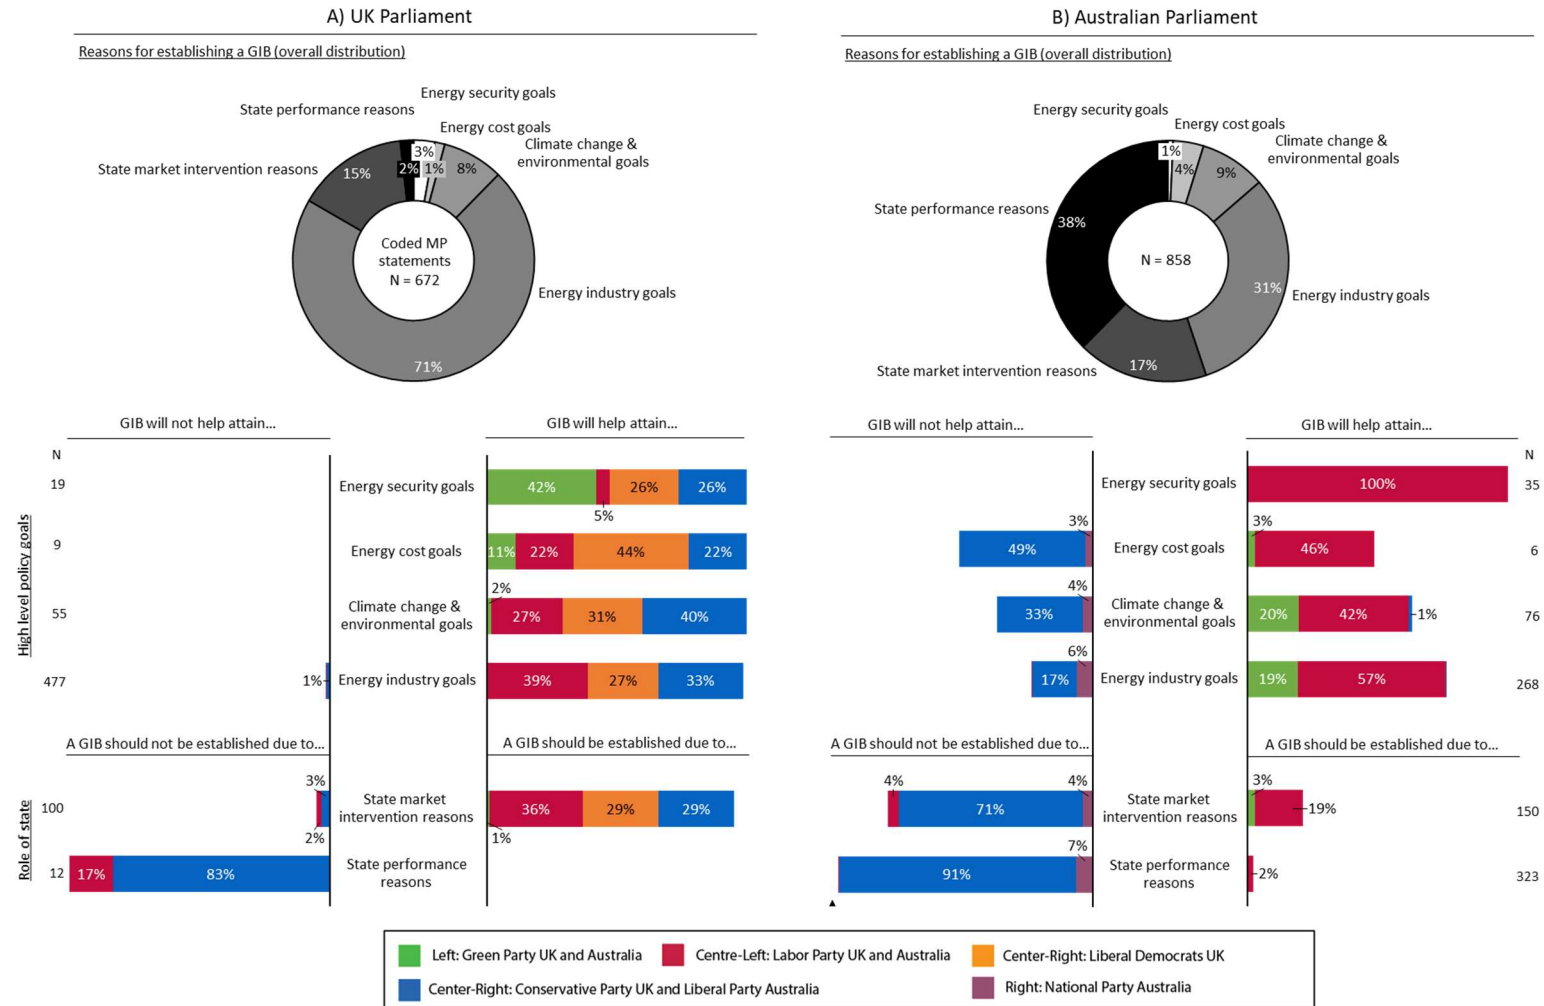 A) UK Parliament
Reasons for establishing a GIB (overall distribution)
Energy security goals
State performance reasons
Energy cost goals
Climate change &
environmental goals
State market intervention reasons
3%
2%
1%
8%
15%
Coded MP
statements
N = 672
Energy industry goals
71%
GIB will not help attain...
GIB will help attain...
N
High level policy goals
19
Energy security goals
42%
26%
26%
5%
9
Energy cost goals
11%
22%
44%
22%
2%
55
Climate change &
environmental goals
27%
31%
40%
477
1%
Energy industry goals
39%
27%
33%
A GIB should not be established due to...
A GIB should be established due to...
Role of state
3%
100
State market
intervention reasons
36%
29%
29%
2%
1%
12
17%
83%
State performance
reasons
B) Australian Parliament
Reasons for establishing a GIB (overall distribution)
Energy security goals
Energy cost goals
Climate change &
environmental goals
1%
4%
9%
State performance reasons
38%
N = 858
31%
Energy industry goals
17%
State market intervention reasons
GIB will not help attain...
GIB will help attain...
N
Energy security goals
100%
35
3%
49%
Energy cost goals
3%
46%
6
4%
33%
Climate change &
environmental goals
20%
42%
1%
76
6%
17%
Energy industry goals
19%
57%
268
A GIB should not be established due to...
A GIB should be established due to...
4%
4%
71%
State market
intervention reasons
3%
19%
150
7%
91%
State performance
reasons
2%
323
Left: Green Party UK and Australia
Centre-Left: Labor Party UK and Australia
Center-Right: Liberal Democrats UK
Center-Right: Conservative Party UK and Liberal Party Australia
Right: National Party Australia